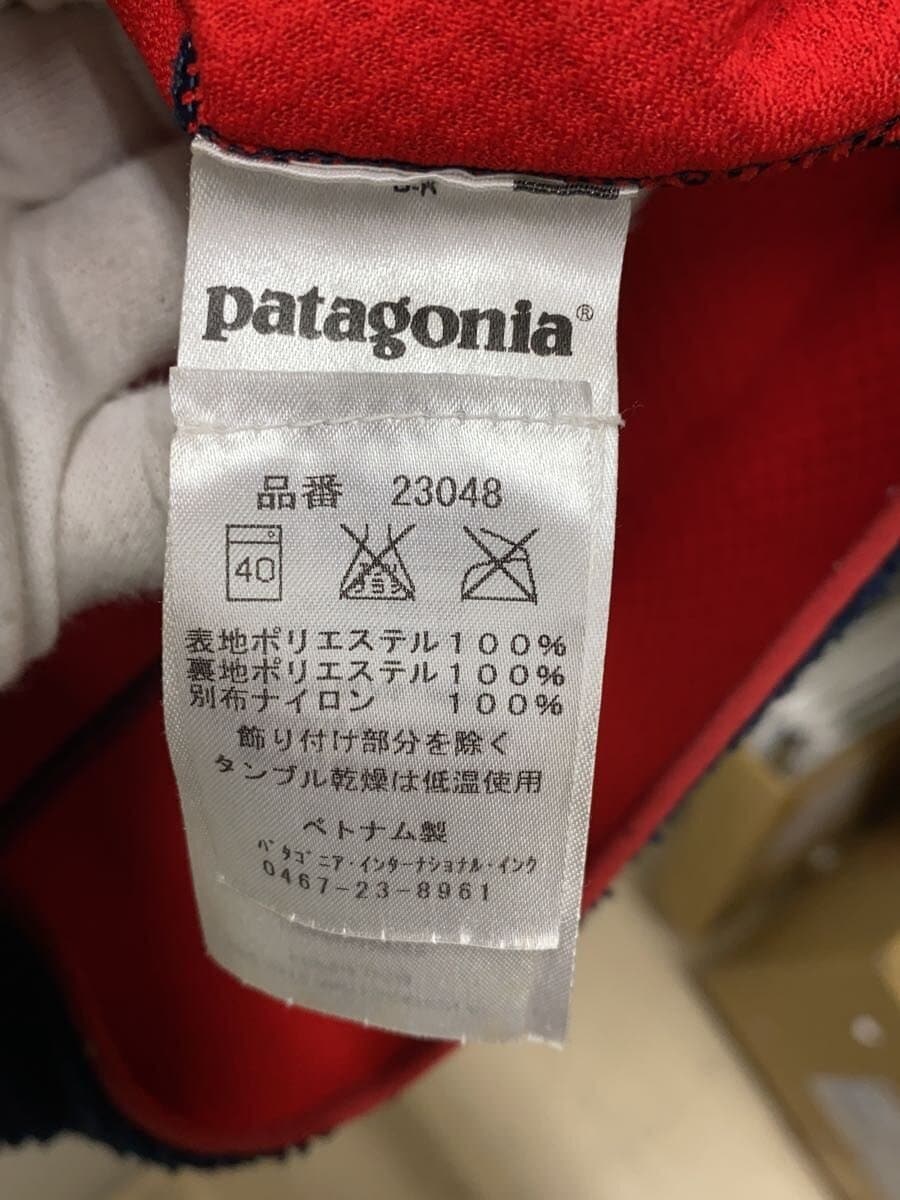 patagonia®
品番 23048
40
表地ポリエステル100%
裏地ポリエステル100%
別布ナイロン 100%
飾り付け部分を除く
タンブル乾燥は低温使用
ベトナム製
パタゴニア・インターナショナル・インク
0467-23-8961